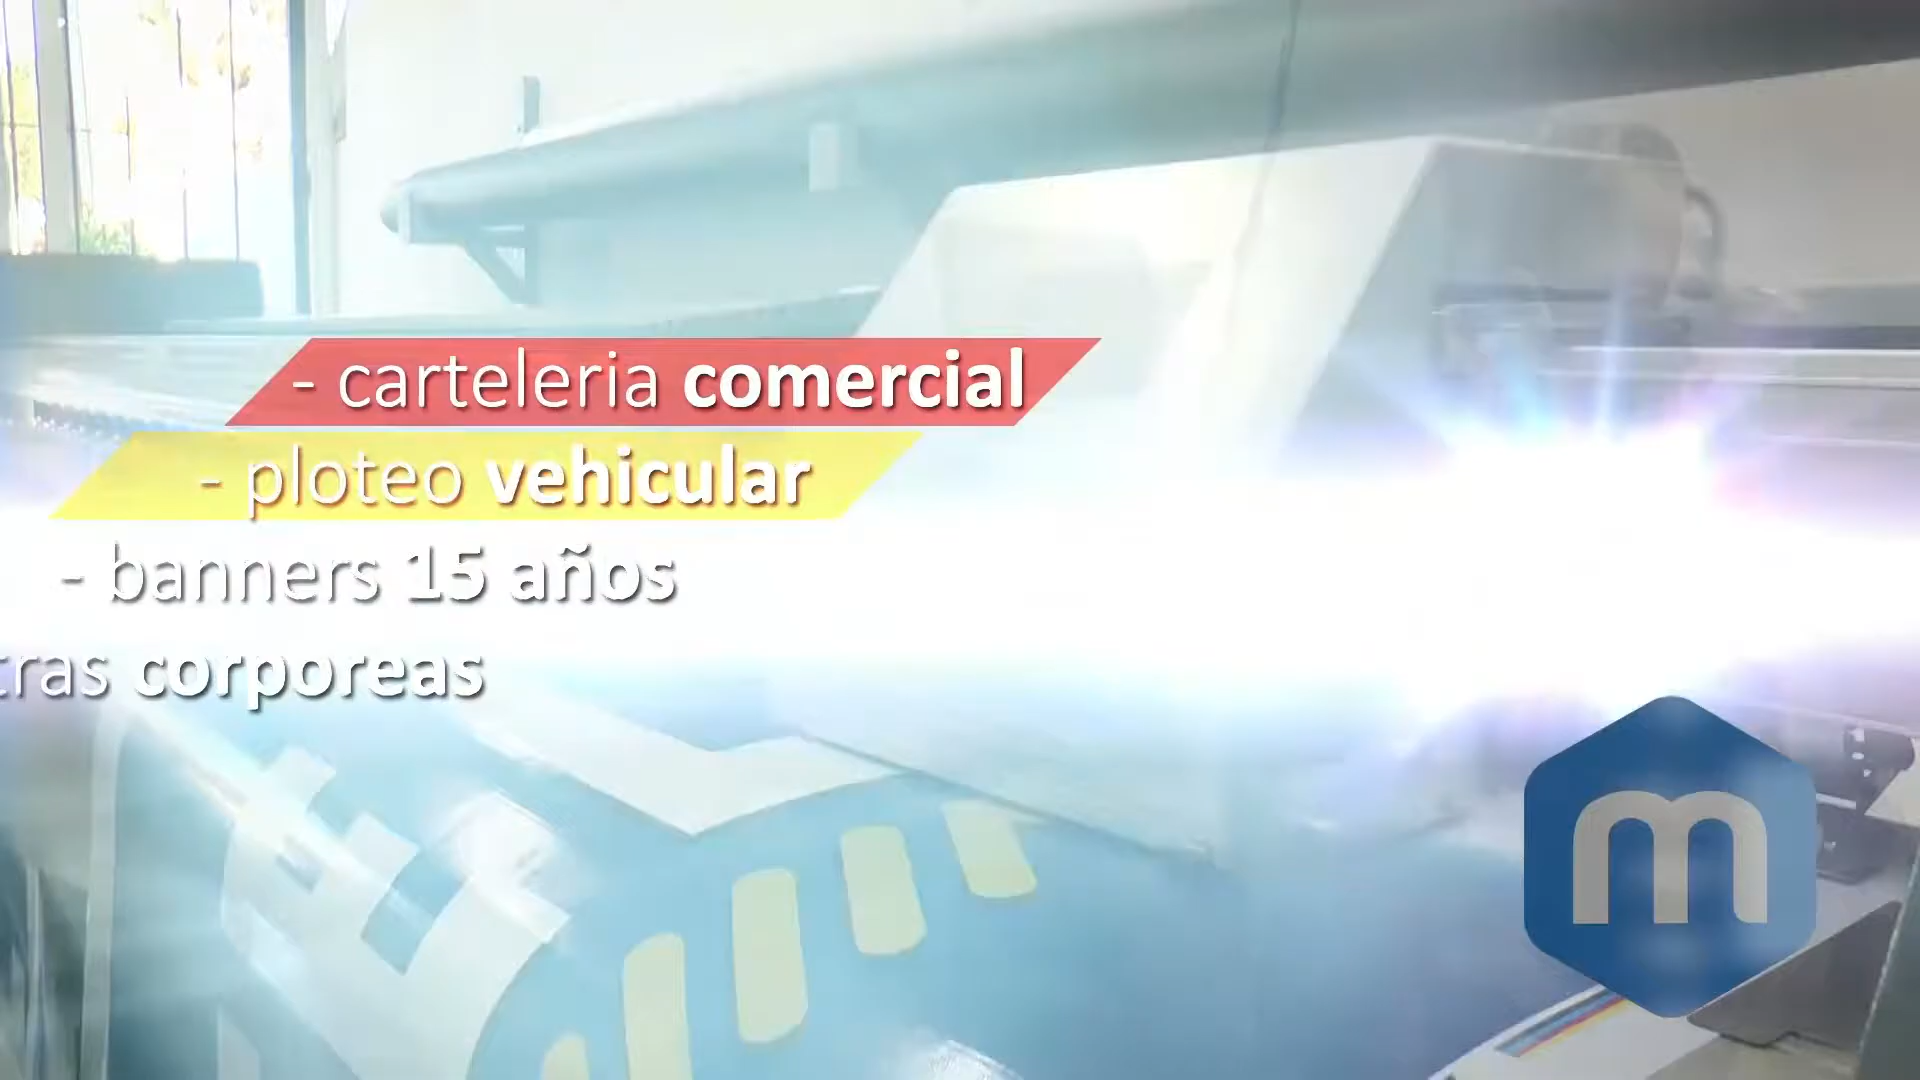 - carteleria comercial
- ploteo vehicular
- banners 15 años
tras corporeas
m